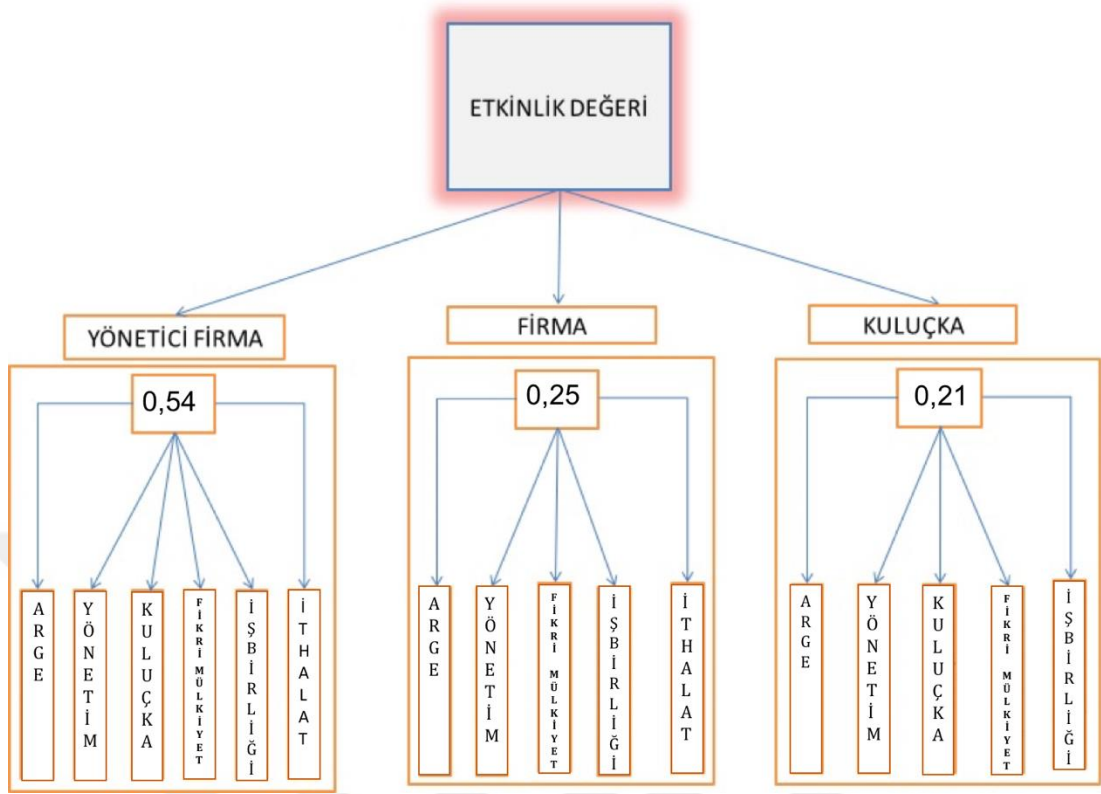 ETKİNLİK DEĞERİ
YÖNETİCİ FİRMA
FİRMA
KULUÇKA
0,54
0,25
0,21
ARGE
YÖNETİM
KULUÇKA
FİKRİ MÜLKİYET
İŞBİRLİĞİ
İTHALAT
ARGE
YÖNETİM
FİKRİ MÜLKİYET
İŞBİRLİĞİ
İTHALAT
ARGE
YÖNETİM
KULUÇKA
FİKRİ MÜLKİYET
İŞBİRLİĞİ